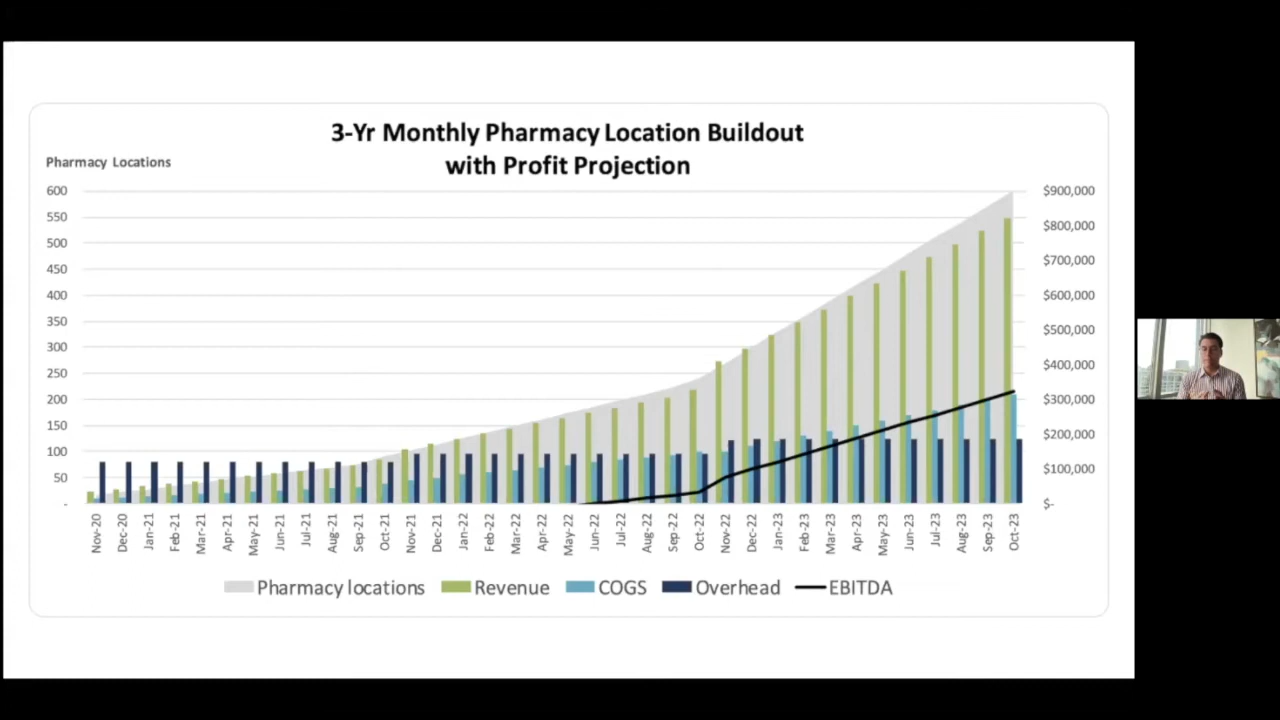 3-Yr Monthly Pharmacy Location Buildout
with Profit Projection
Pharmacy Locations
600
550
500
450
400
350
300
250
200
150
100
50
-
$900,000
$800,000
$700,000
$600,000
$500,000
$400,000
$300,000
$200,000
$100,000
$-
Nov-20
Dec-20
Jan-21
Feb-21
Mar-21
Apr-21
May-21
Jun-21
Jul-21
Aug-21
Sep-21
Oct-21
Nov-21
Dec-21
Jan-22
Feb-22
Mar-22
Apr-22
May-22
Jun-22
Jul-22
Aug-22
Sep-22
Oct-22
Nov-22
Dec-22
Jan-23
Feb-23
Mar-23
Apr-23
May-23
Jun-23
Jul-23
Aug-23
Sep-23
Oct-23
Pharmacy locations
Revenue
COGS
Overhead
EBITDA